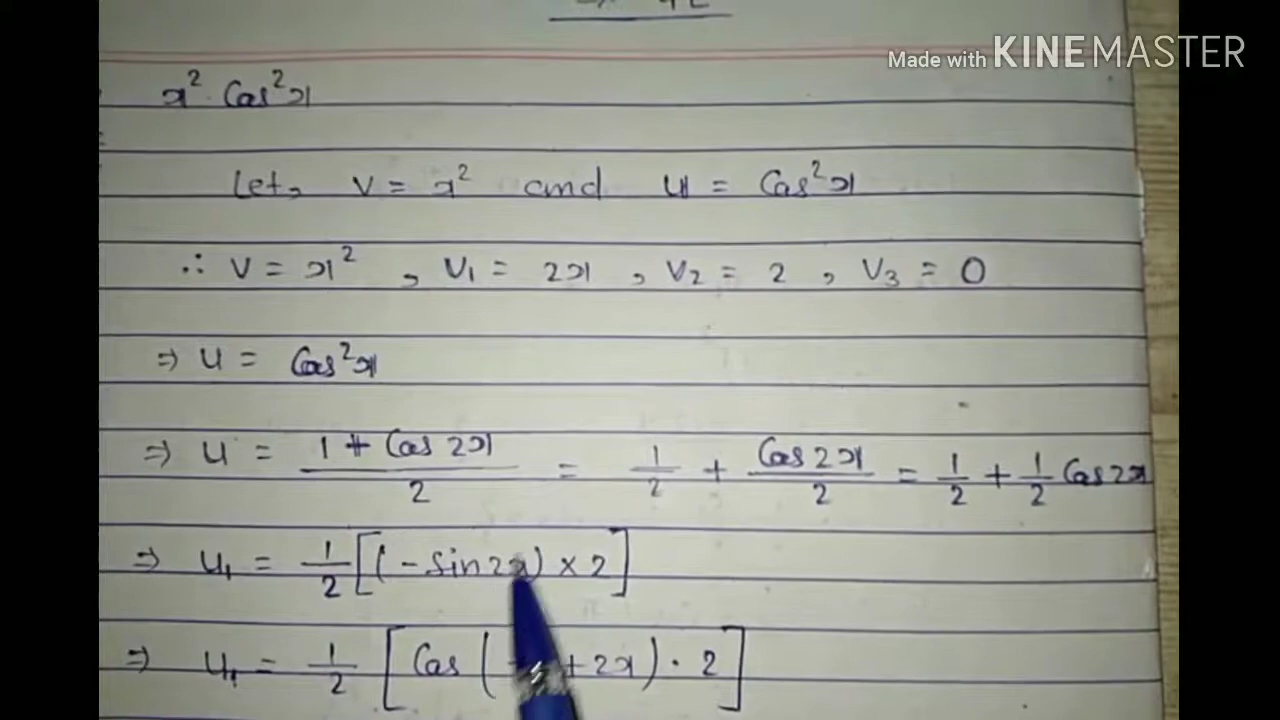 Made with KINEMASTER
x² · Cos²x
Let, v = x² and u = Cos²x
∴ v = x² , v₁ = 2x , v₂ = 2 , v₃ = 0
⇒ u = Cos²x
⇒ u = 1 + Cos 2x / 2 = 1/2 + Cos 2x / 2 = 1/2 + 1/2 Cos 2x
⇒ u₁ = 1/2 [(- sin 2x) × 2]
⇒ u₁ = 1/2 [Cos ( + 2x) · 2]